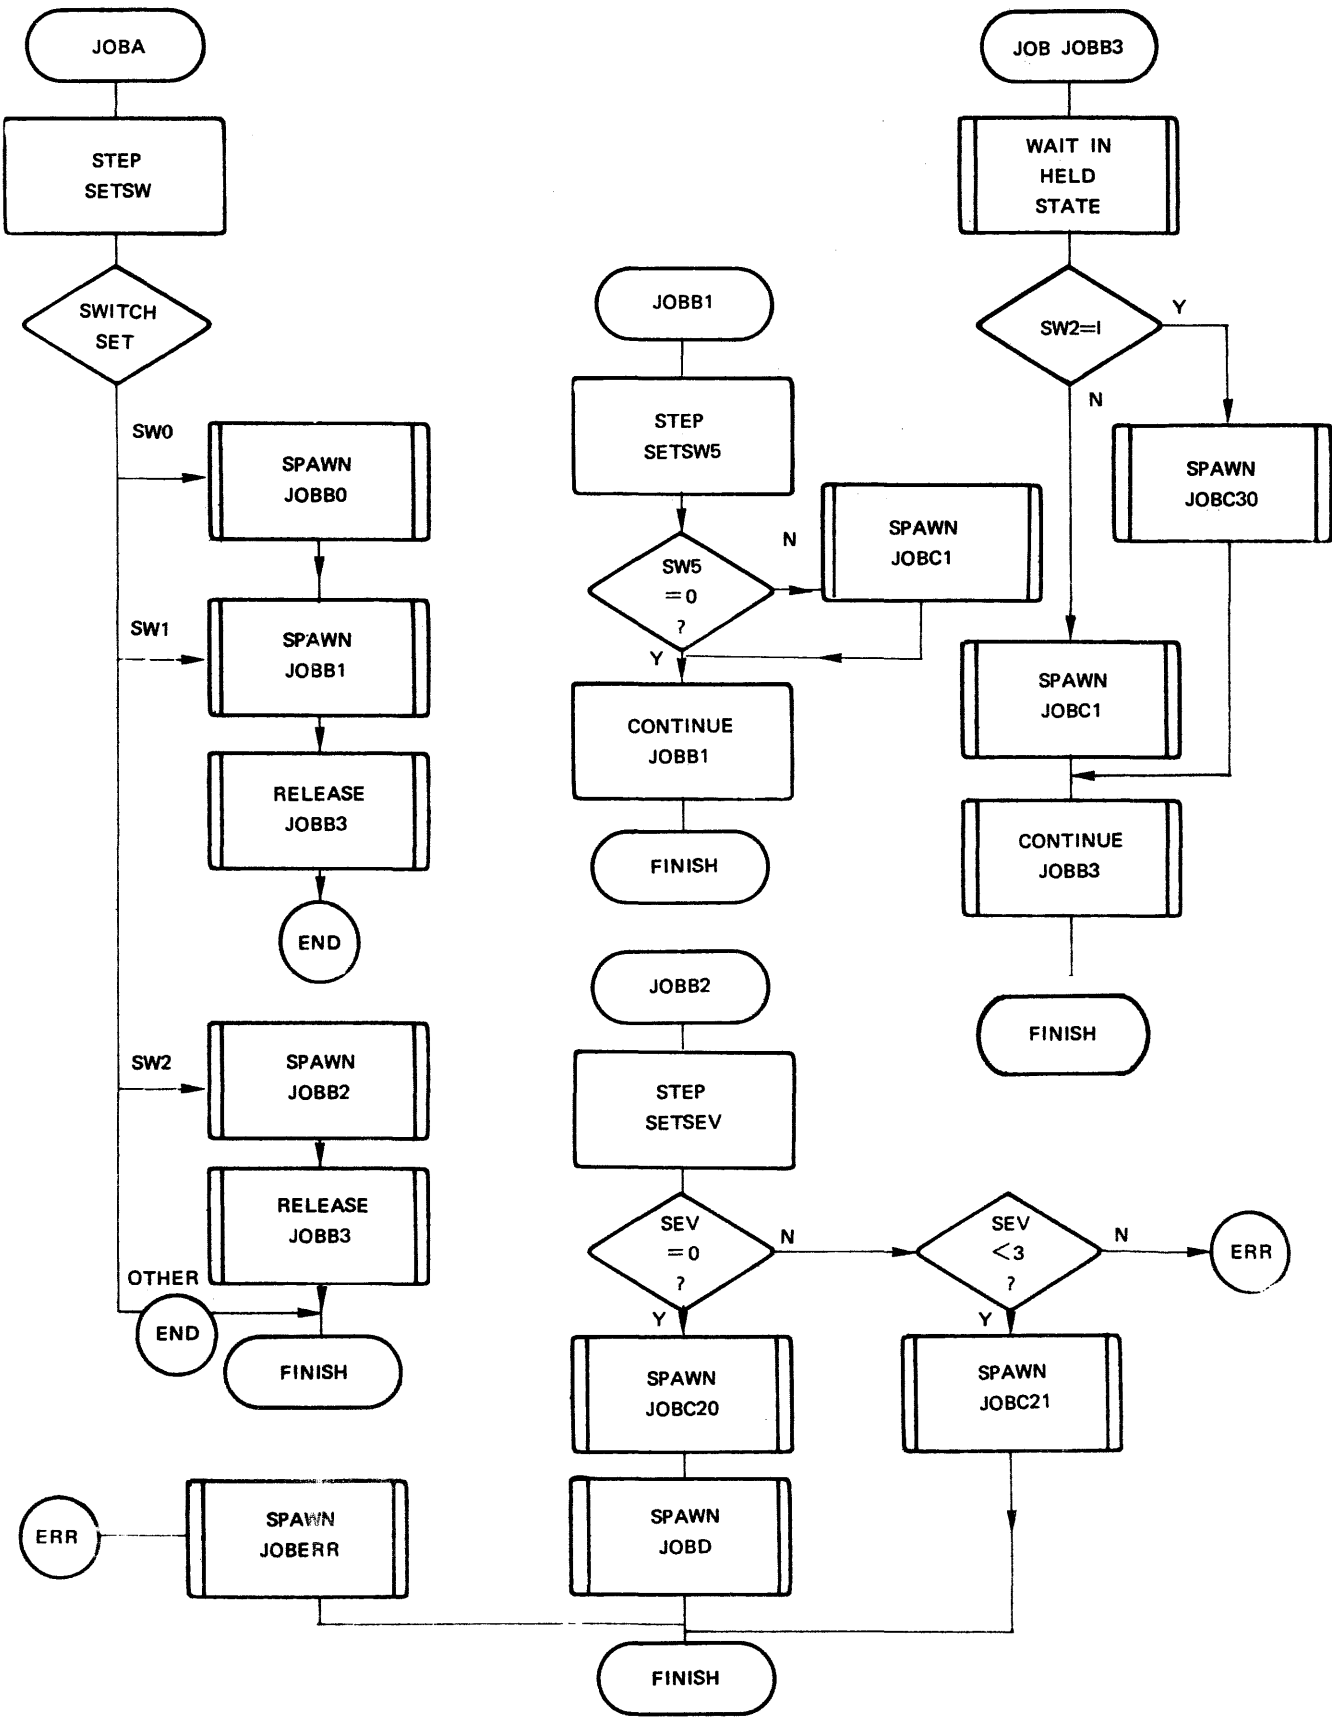 JOBA
STEP
SETSW
SWITCH
SET
SW0
SPAWN
JOBB0
SW1
SPAWN
JOBB1
RELEASE
JOBB3
END
SW2
SPAWN
JOBB2
RELEASE
JOBB3
OTHER
END
FINISH
ERR
SPAWN
JOBERR
JOBB1
STEP
SETSW5
SW5
=0
?
N
SPAWN
JOBC1
Y
CONTINUE
JOBB1
FINISH
JOBB2
STEP
SETSEV
SEV
=0
?
N
SEV
<3
?
N
ERR
Y
SPAWN
JOBC20
Y
SPAWN
JOBC21
SPAWN
JOBD
FINISH
JOB JOBB3
WAIT IN
HELD
STATE
SW2=I
Y
N
SPAWN
JOBC30
SPAWN
JOBC1
CONTINUE
JOBB3
FINISH